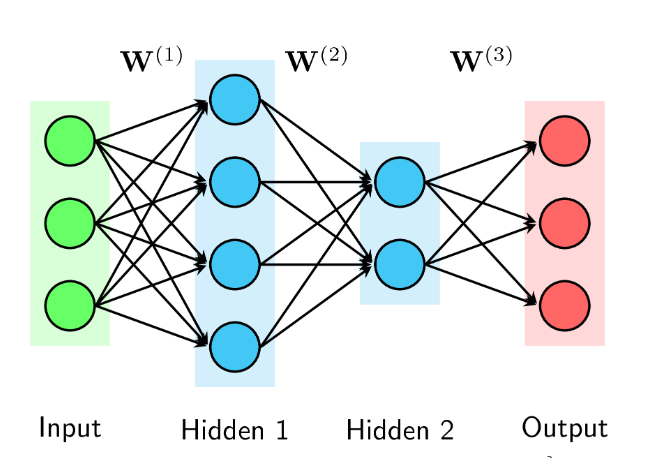 W⁽¹⁾ W⁽²⁾ W⁽³⁾
Input Hidden 1 Hidden 2 Output